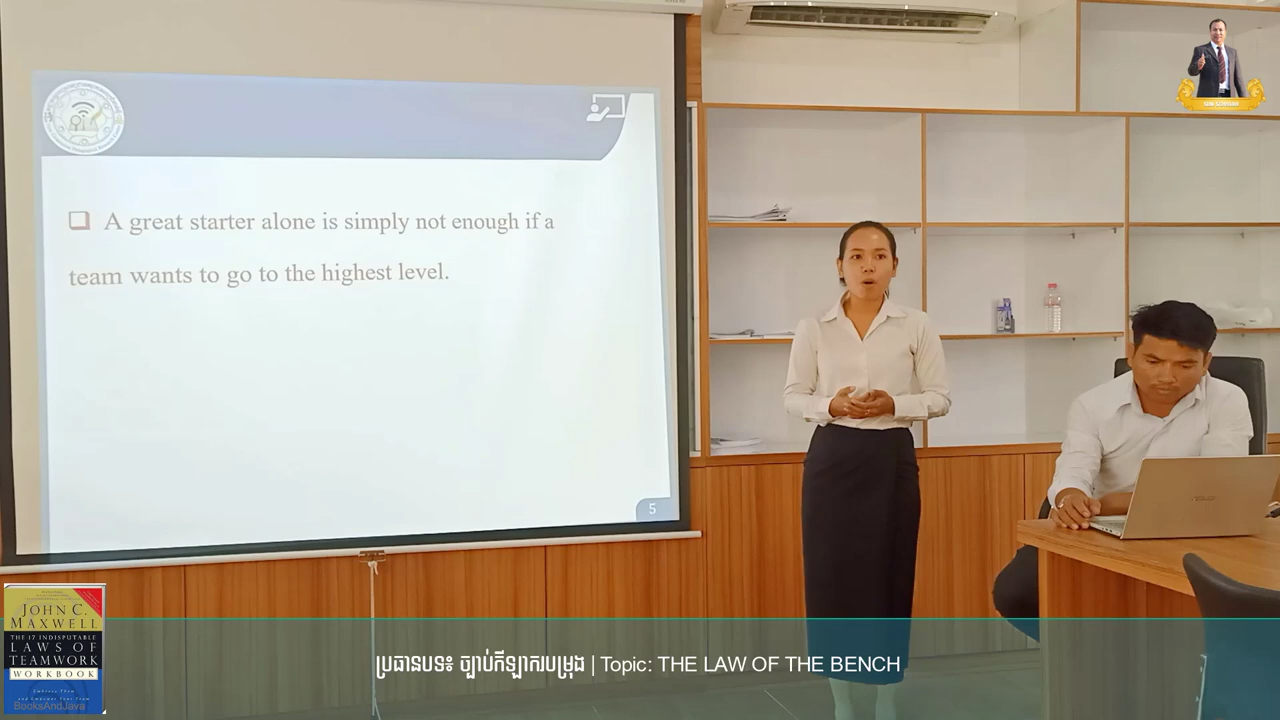 A great starter alone is simply not enough if a
team wants to go to the highest level.
5
JOHN C.
MAXWELL
THE 17 INDISPUTABLE
LAWS OF
TEAMWORK
WORKBOOK
BooksAndJava
ប្រធានបទ៖ ច្បាប់កីឡាករបម្រុង | Topic: THE LAW OF THE BENCH